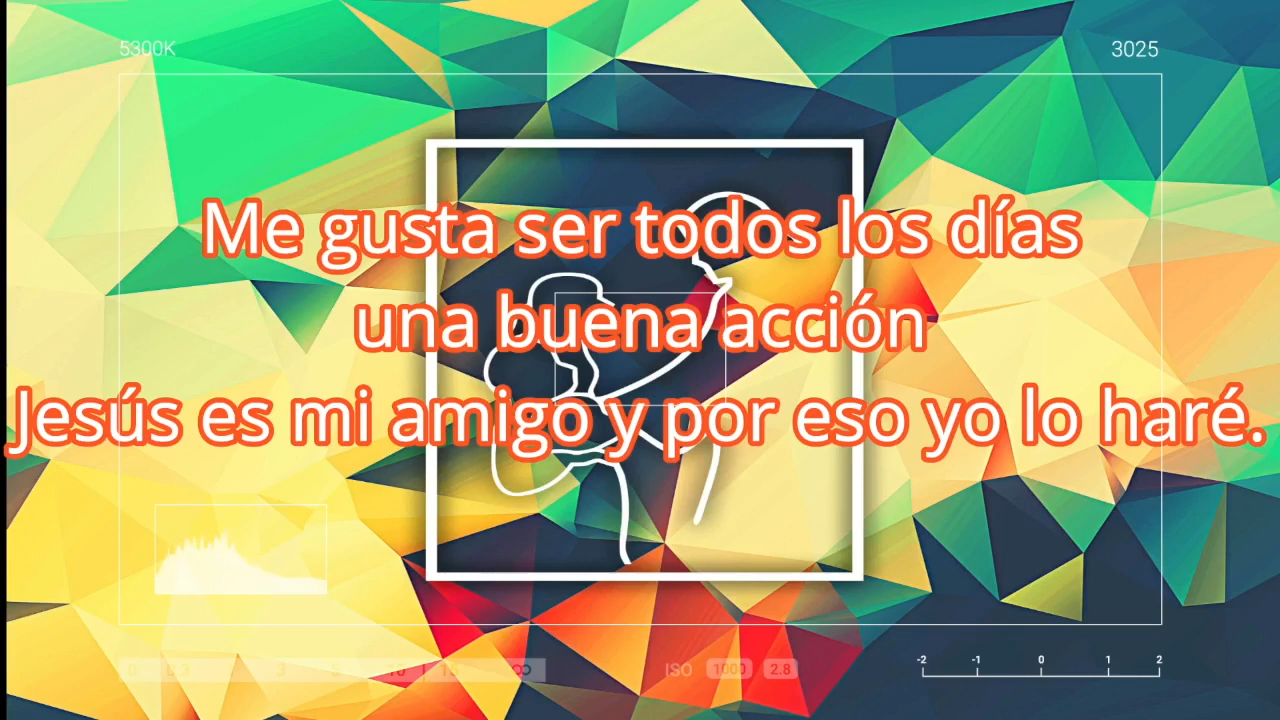 5300K
3025
Me gusta ser todos los días
una buena acción
Jesús es mi amigo y por eso yo lo haré.
-2 -1 0 1 2
ISO 1000 2.8